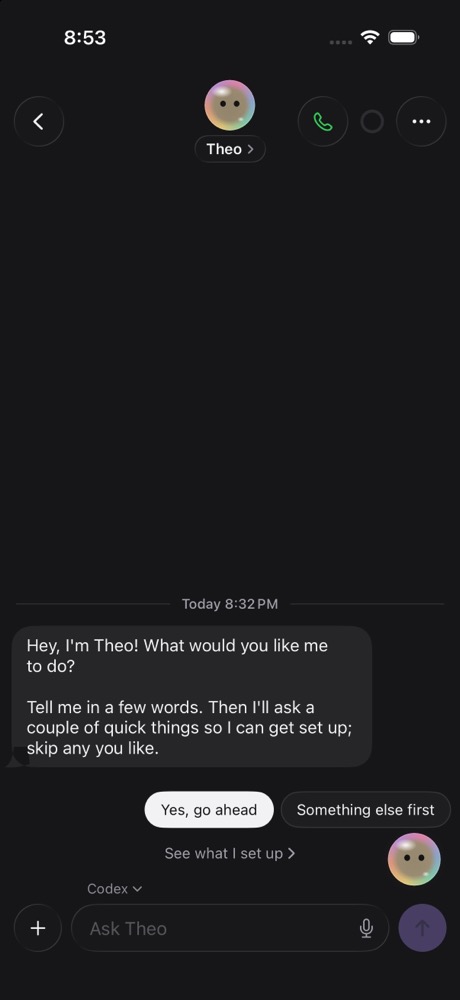 8:53
Theo
Today 8:32 PM
Hey, I'm Theo! What would you like me
to do?
Tell me in a few words. Then I'll ask a
couple of quick things so I can get set up;
skip any you like.
Yes, go ahead
Something else first
See what I set up
Codex
Ask Theo